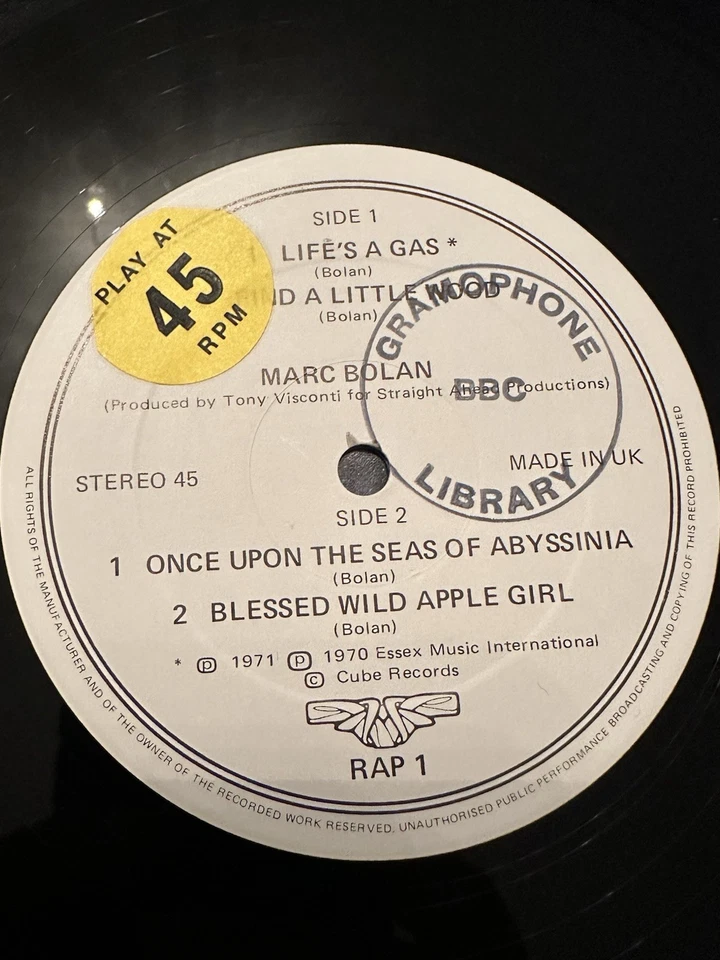 SIDE 1
LIFE'S A GAS *
(Bolan)
FIND A LITTLE WOOD
(Bolan)
MARC BOLAN
(Produced by Tony Visconti for Straight Ahead Productions)
STEREO 45
MADE IN UK
SIDE 2
1 ONCE UPON THE SEAS OF ABYSSINIA
(Bolan)
2 BLESSED WILD APPLE GIRL
(Bolan)
* ℗ 1971 ℗ 1970 Essex Music International
© Cube Records
RAP 1
PLAY AT
45
RPM
GRAMOPHONE
BBC
LIBRARY
ALL RIGHTS OF THE MANUFACTURER AND OF THE OWNER OF THE RECORDED WORK RESERVED. UNAUTHORISED PUBLIC PERFORMANCE BROADCASTING AND COPYING OF THIS RECORD PROHIBITED